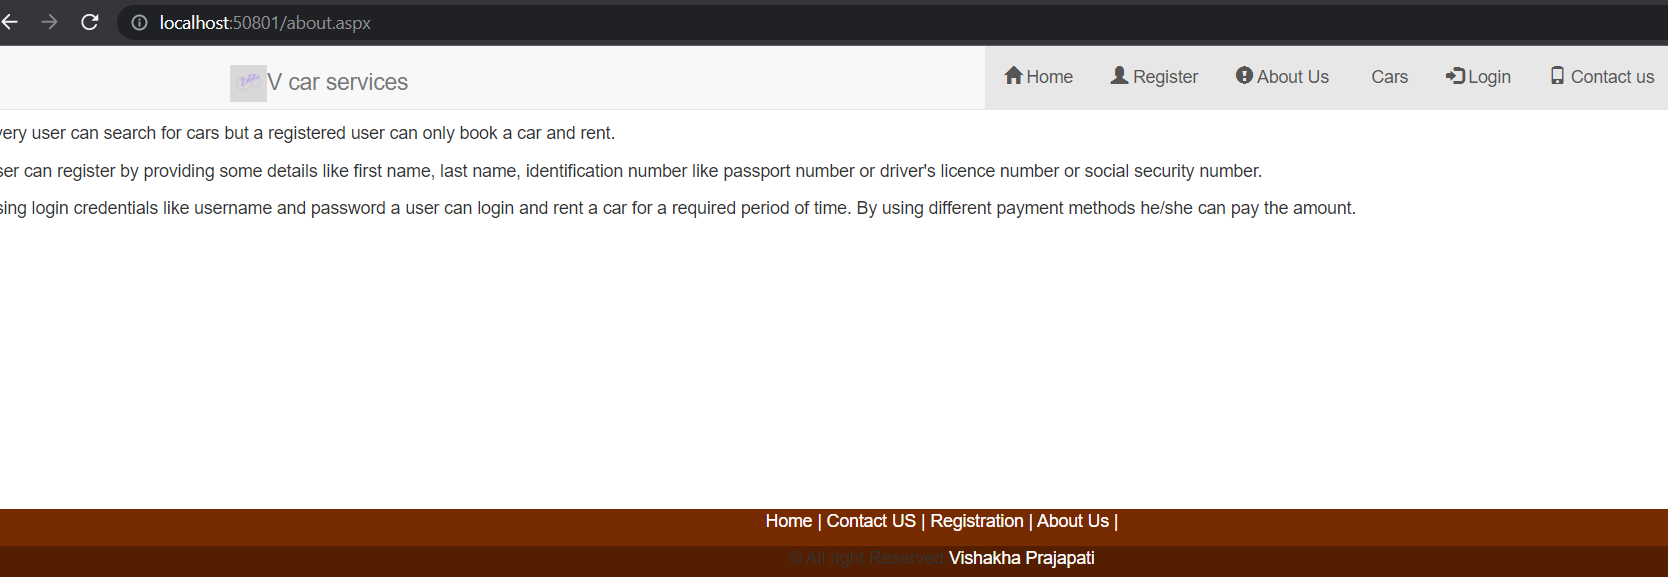 localhost:50801/about.aspx
V car services Home Register About Us Cars Login Contact us
very user can search for cars but a registered user can only book a car and rent.
ser can register by providing some details like first name, last name, identification number like passport number or driver's licence number or social security number.
sing login credentials like username and password a user can login and rent a car for a required period of time. By using different payment methods he/she can pay the amount.
Home | Contact US | Registration | About Us |
© All right Reserved Vishakha Prajapati